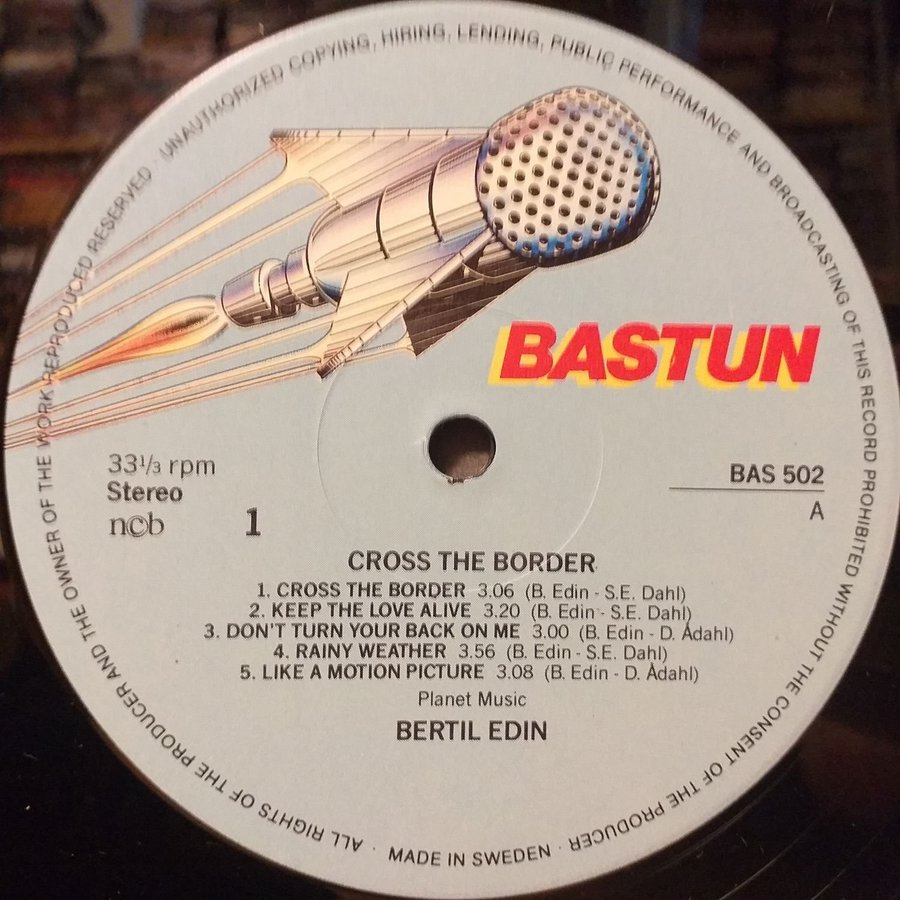 ALL RIGHTS OF THE PRODUCER AND THE OWNER OF THE WORK REPRODUCED RESERVED · UNAUTHORIZED COPYING, HIRING, LENDING, PUBLIC PERFORMANCE AND BROADCASTING OF THIS RECORD PROHIBITED WITHOUT THE CONSENT OF THE PRODUCER · MADE IN SWEDEN ·
BASTUN
33 1/3 rpm
Stereo
n©b
1
BAS 502
A
CROSS THE BORDER
1. CROSS THE BORDER 3.06 (B. Edin - S.E. Dahl)
2. KEEP THE LOVE ALIVE 3.20 (B. Edin - S.E. Dahl)
3. DON'T TURN YOUR BACK ON ME 3.00 (B. Edin - D. Ådahl)
4. RAINY WEATHER 3.56 (B. Edin - S.E. Dahl)
5. LIKE A MOTION PICTURE 3.08 (B. Edin - D. Ådahl)
Planet Music
BERTIL EDIN